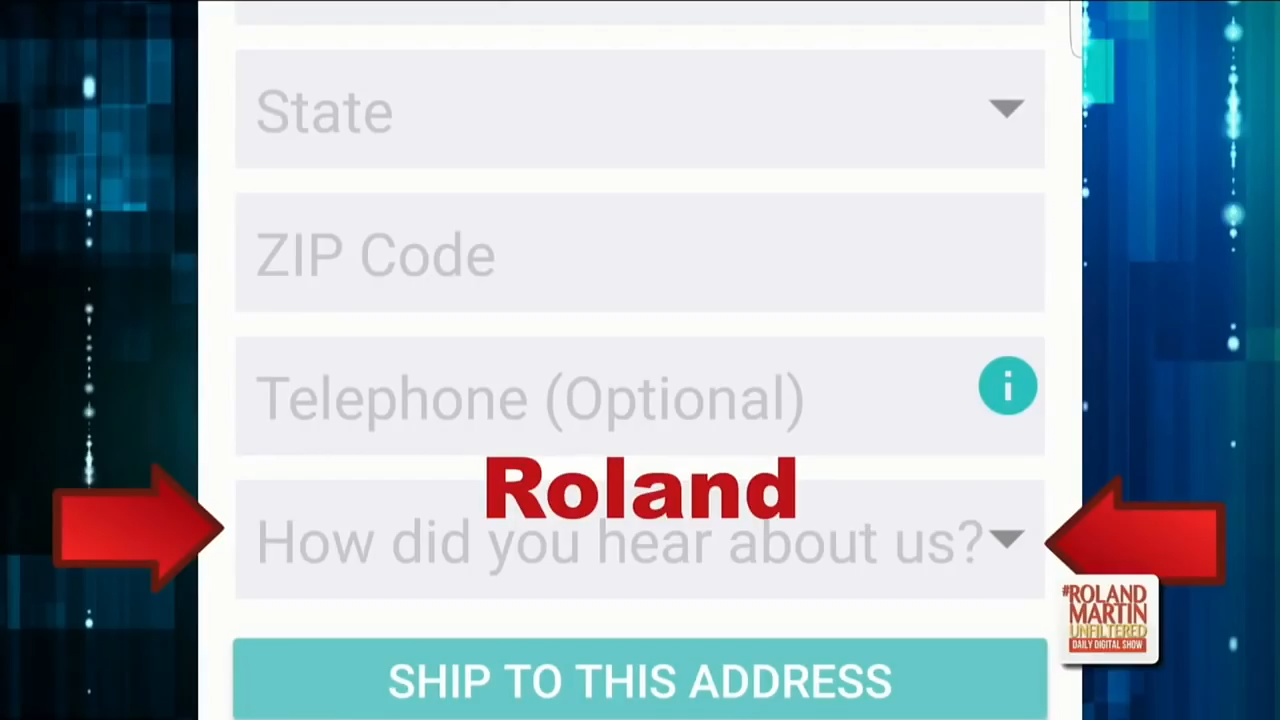 State
ZIP Code
Telephone (Optional)
i
Roland
How did you hear about us?
#ROLAND
MARTIN
UNFILTERED
DAILY DIGITAL SHOW
SHIP TO THIS ADDRESS